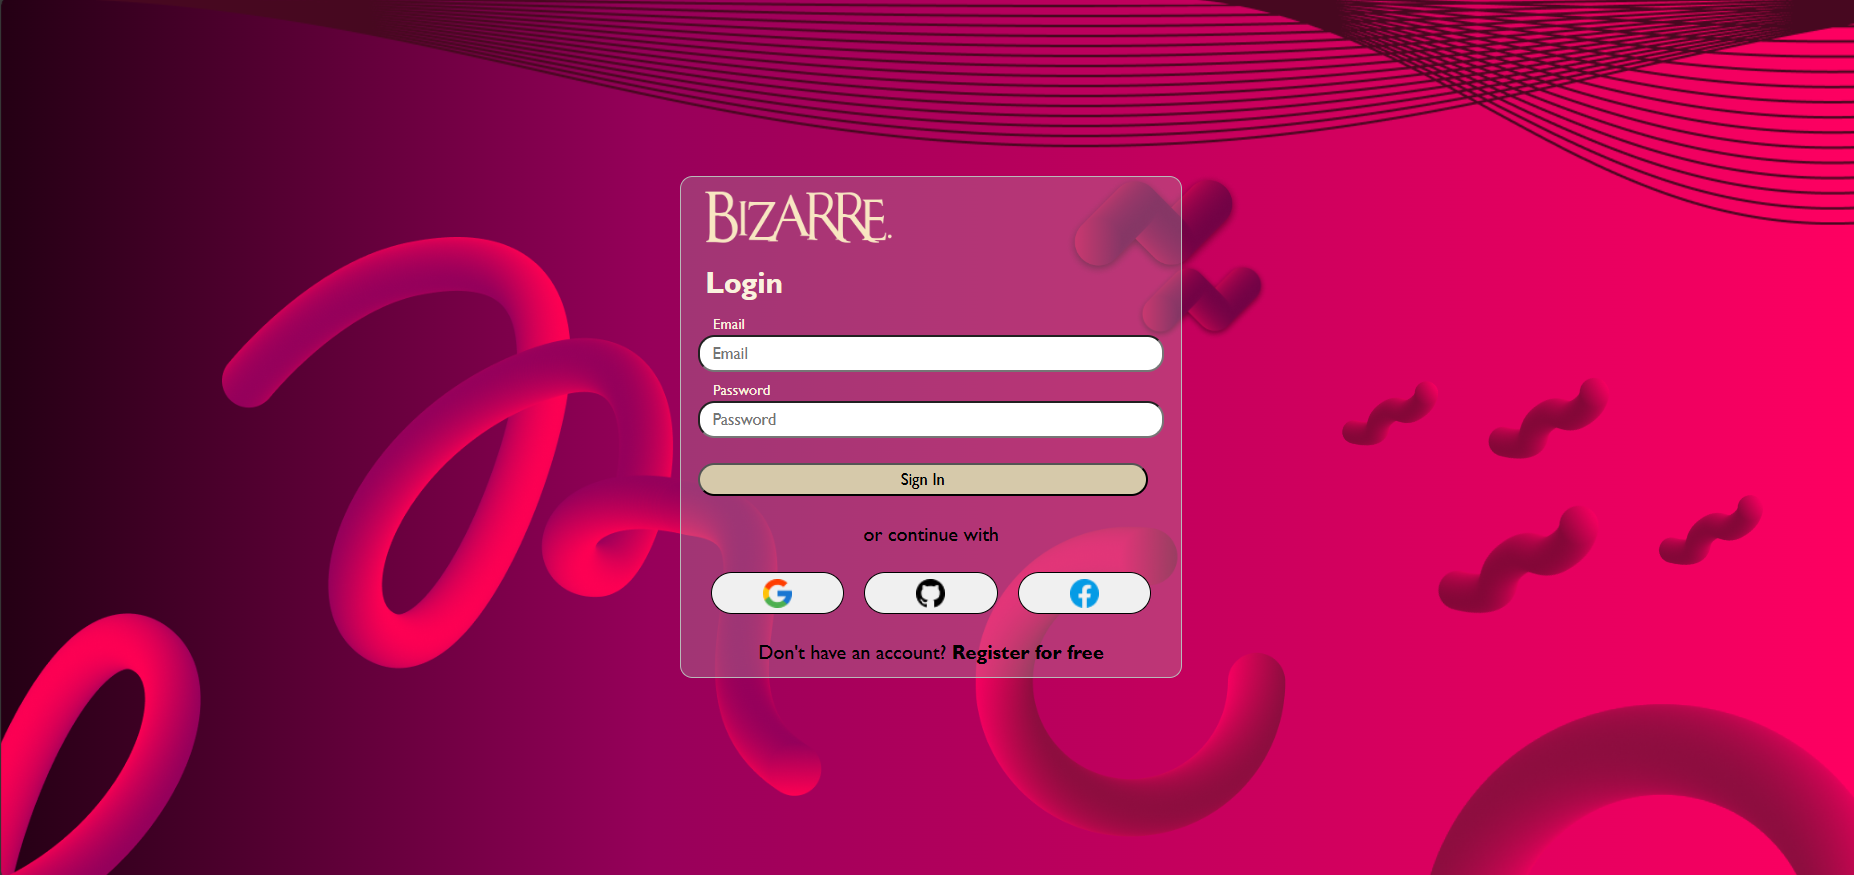 BIZARRE.
Login
Email
Email
Password
Password
Sign In
or continue with
Don't have an account? Register for free